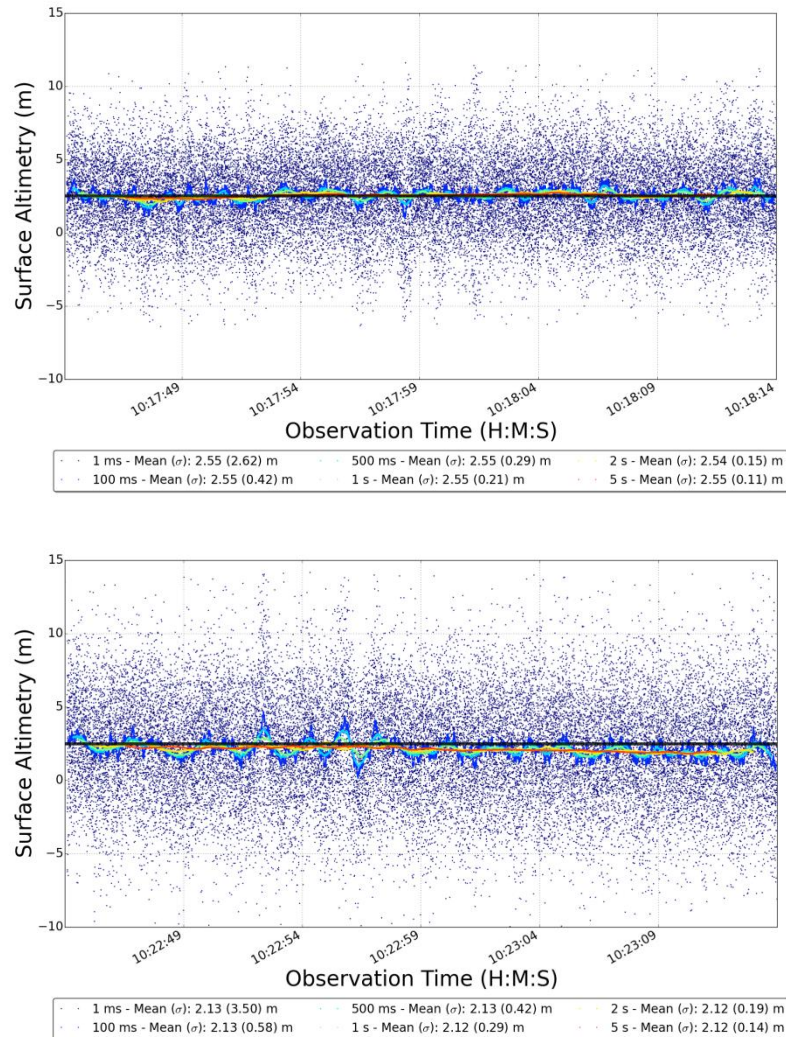 15
10
5
0
−5
−10
Surface Altimetry (m)
10:17:49
10:17:54
10:17:59
10:18:04
10:18:09
10:18:14
Observation Time (H:M:S)
1 ms - Mean (σ): 2.55 (2.62) m
500 ms - Mean (σ): 2.55 (0.29) m
2 s - Mean (σ): 2.54 (0.15) m
100 ms - Mean (σ): 2.55 (0.42) m
1 s - Mean (σ): 2.55 (0.21) m
5 s - Mean (σ): 2.55 (0.11) m
15
10
5
0
−5
−10
Surface Altimetry (m)
10:22:49
10:22:54
10:22:59
10:23:04
10:23:09
Observation Time (H:M:S)
1 ms - Mean (σ): 2.13 (3.50) m
500 ms - Mean (σ): 2.13 (0.42) m
2 s - Mean (σ): 2.12 (0.19) m
100 ms - Mean (σ): 2.13 (0.58) m
1 s - Mean (σ): 2.12 (0.29) m
5 s - Mean (σ): 2.12 (0.14) m